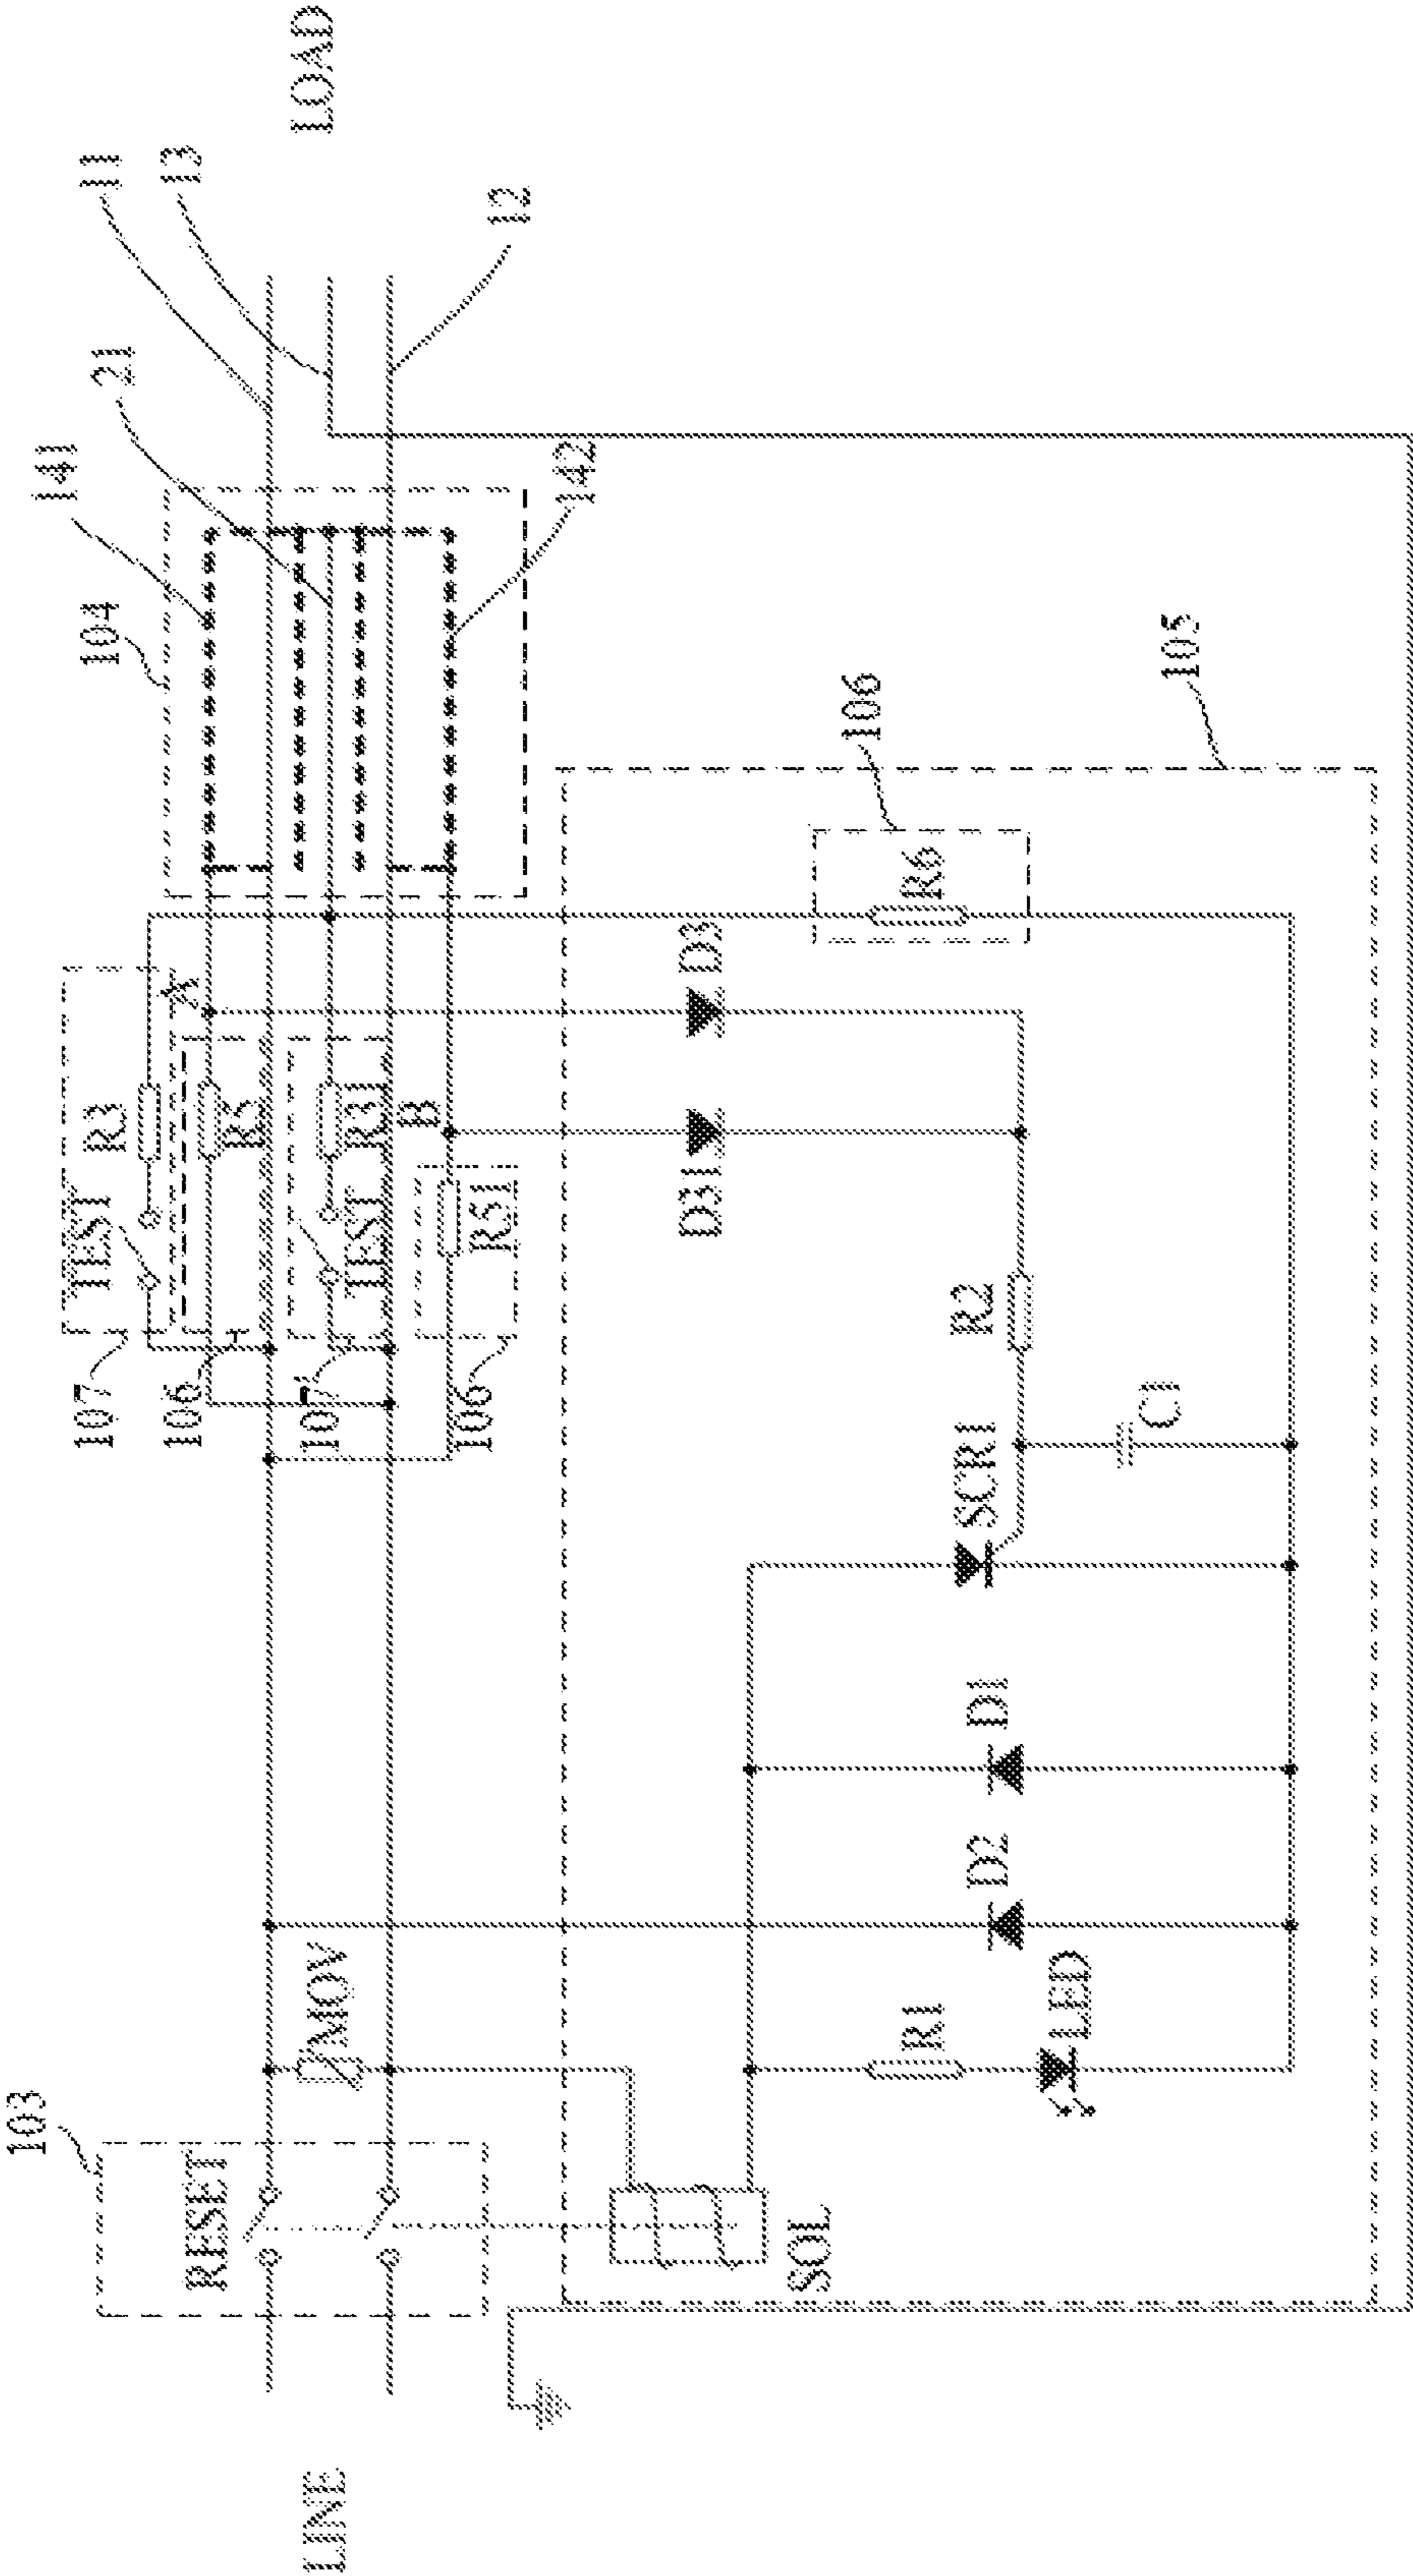 LINE
LOAD
103
RESET
MOV
107
106
107'
106
TEST
R3
A
R5
TEST
R31
B
R51
104
141
21
142
11
13
12
SOL
R1
LED
D2
D1
SCR1
C1
R2
D31
D3
106
R6
105